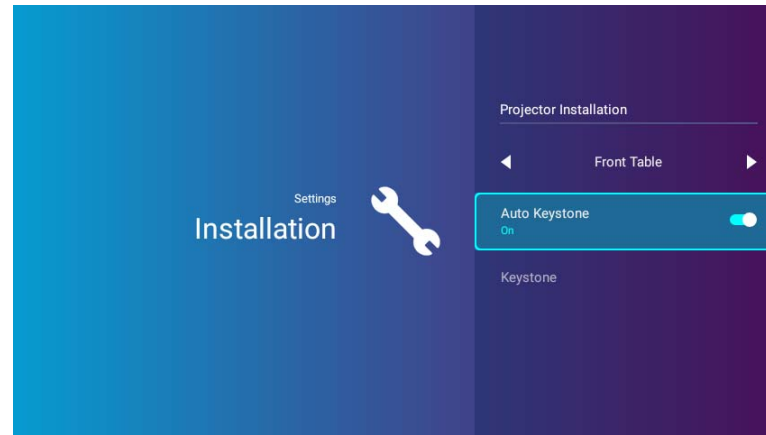 Settings
Installation
Projector Installation
Front Table
Auto Keystone
On
Keystone